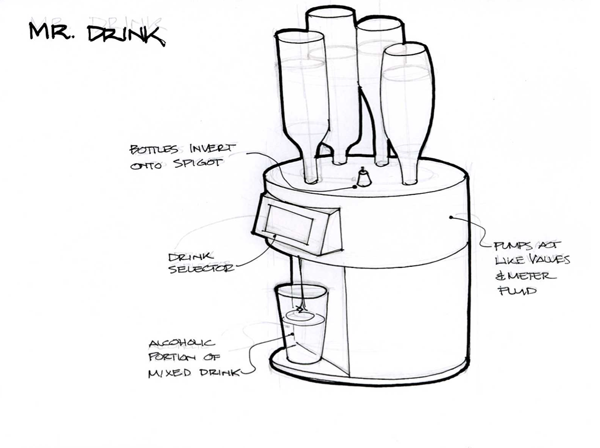 MR. DRINK
BOTTLES INVERT
ONTO SPIGOT
DRINK
SELECTOR
PUMPS ACT
LIKE VALVES
& METER
FLUID
ALCOHOLIC
PORTION OF
MIXED DRINK